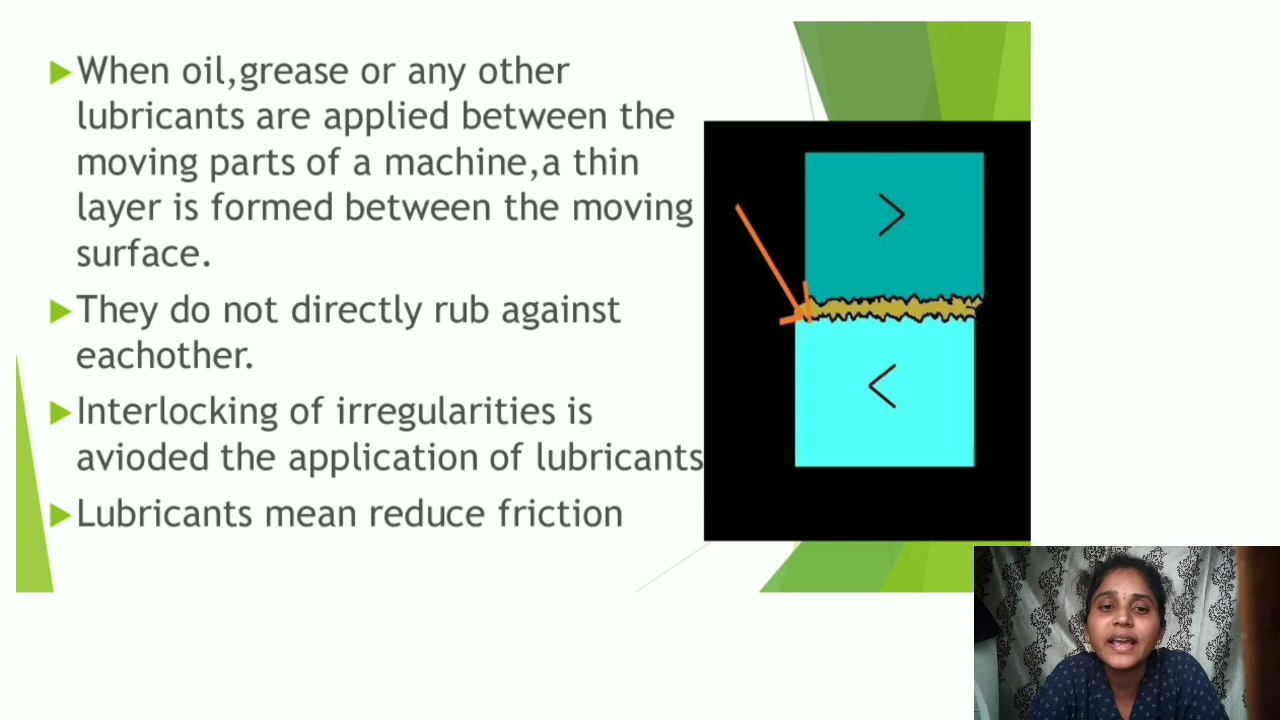 When oil,grease or any other
lubricants are applied between the
moving parts of a machine,a thin
layer is formed between the moving
surface.
They do not directly rub against
eachother.
Interlocking of irregularities is
avioded the application of lubricants
Lubricants mean reduce friction